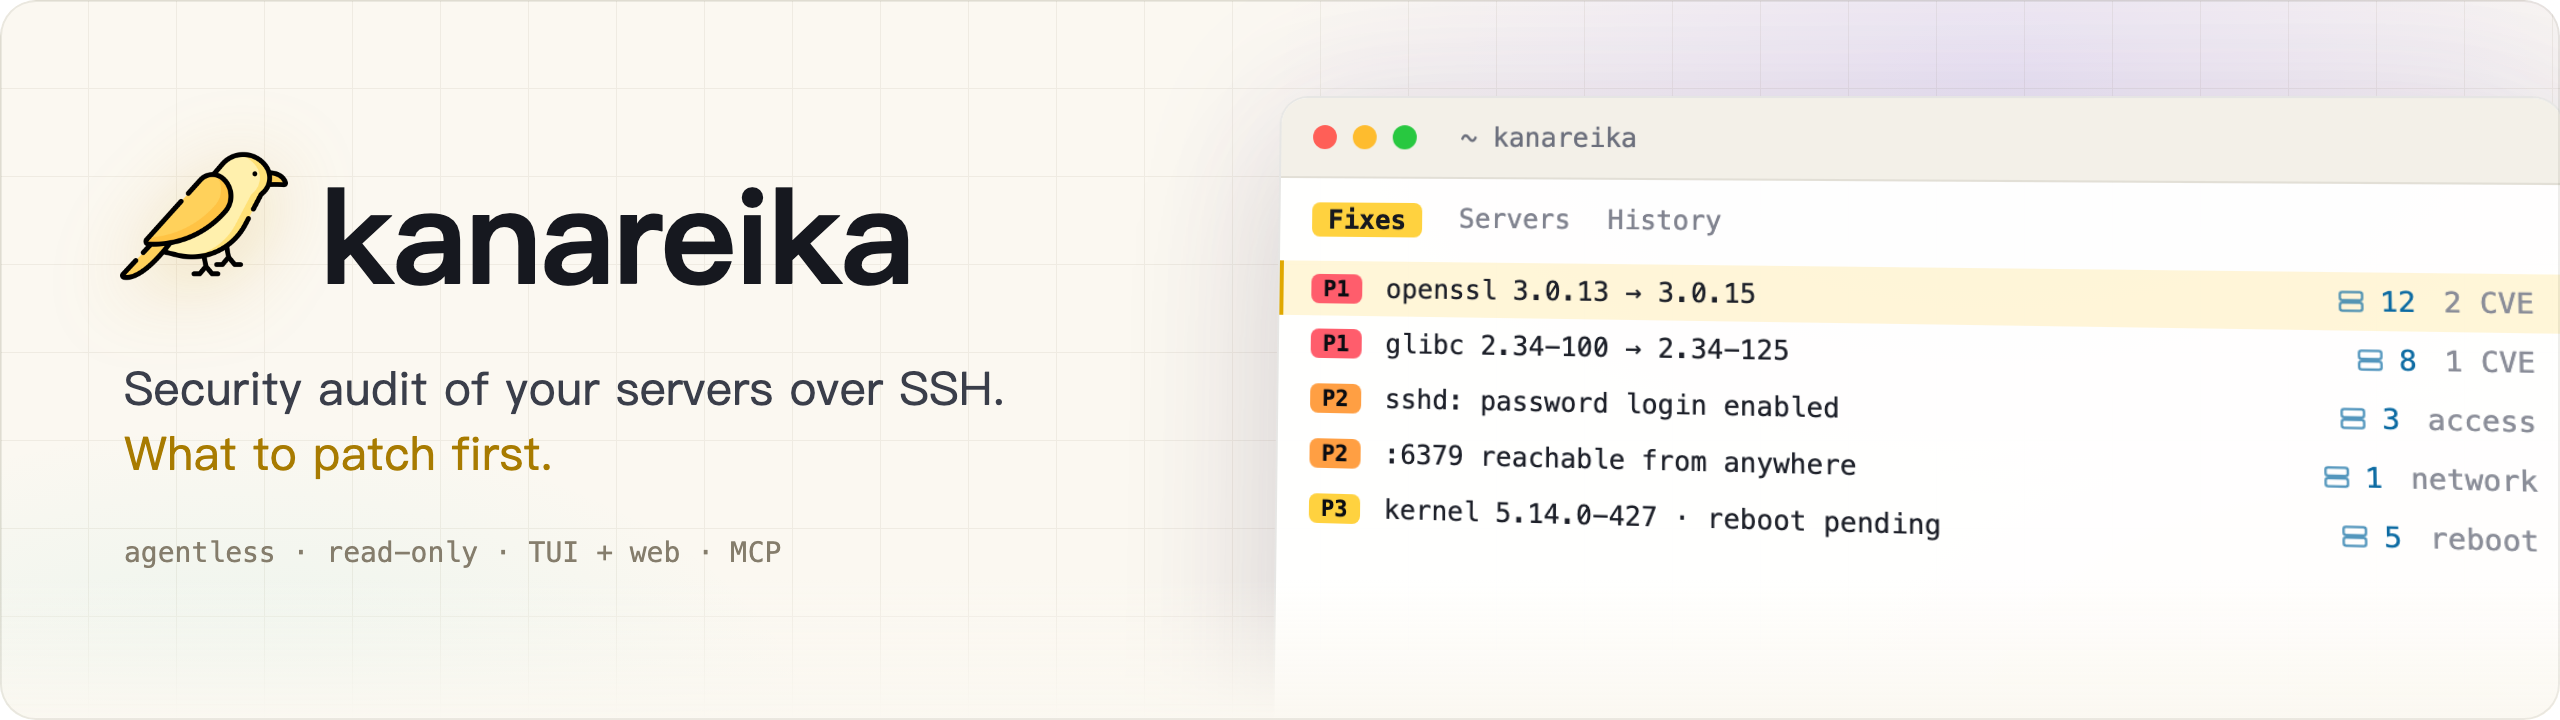 kanareika
Security audit of your servers over SSH.
What to patch first.
agentless · read-only · TUI + web · MCP
~ kanareika
Fixes Servers History
P1 openssl 3.0.13 → 3.0.15 12 2 CVE
P1 glibc 2.34-100 → 2.34-125 8 1 CVE
P2 sshd: password login enabled 3 access
P2 :6379 reachable from anywhere 1 network
P3 kernel 5.14.0-427 · reboot pending 5 reboot